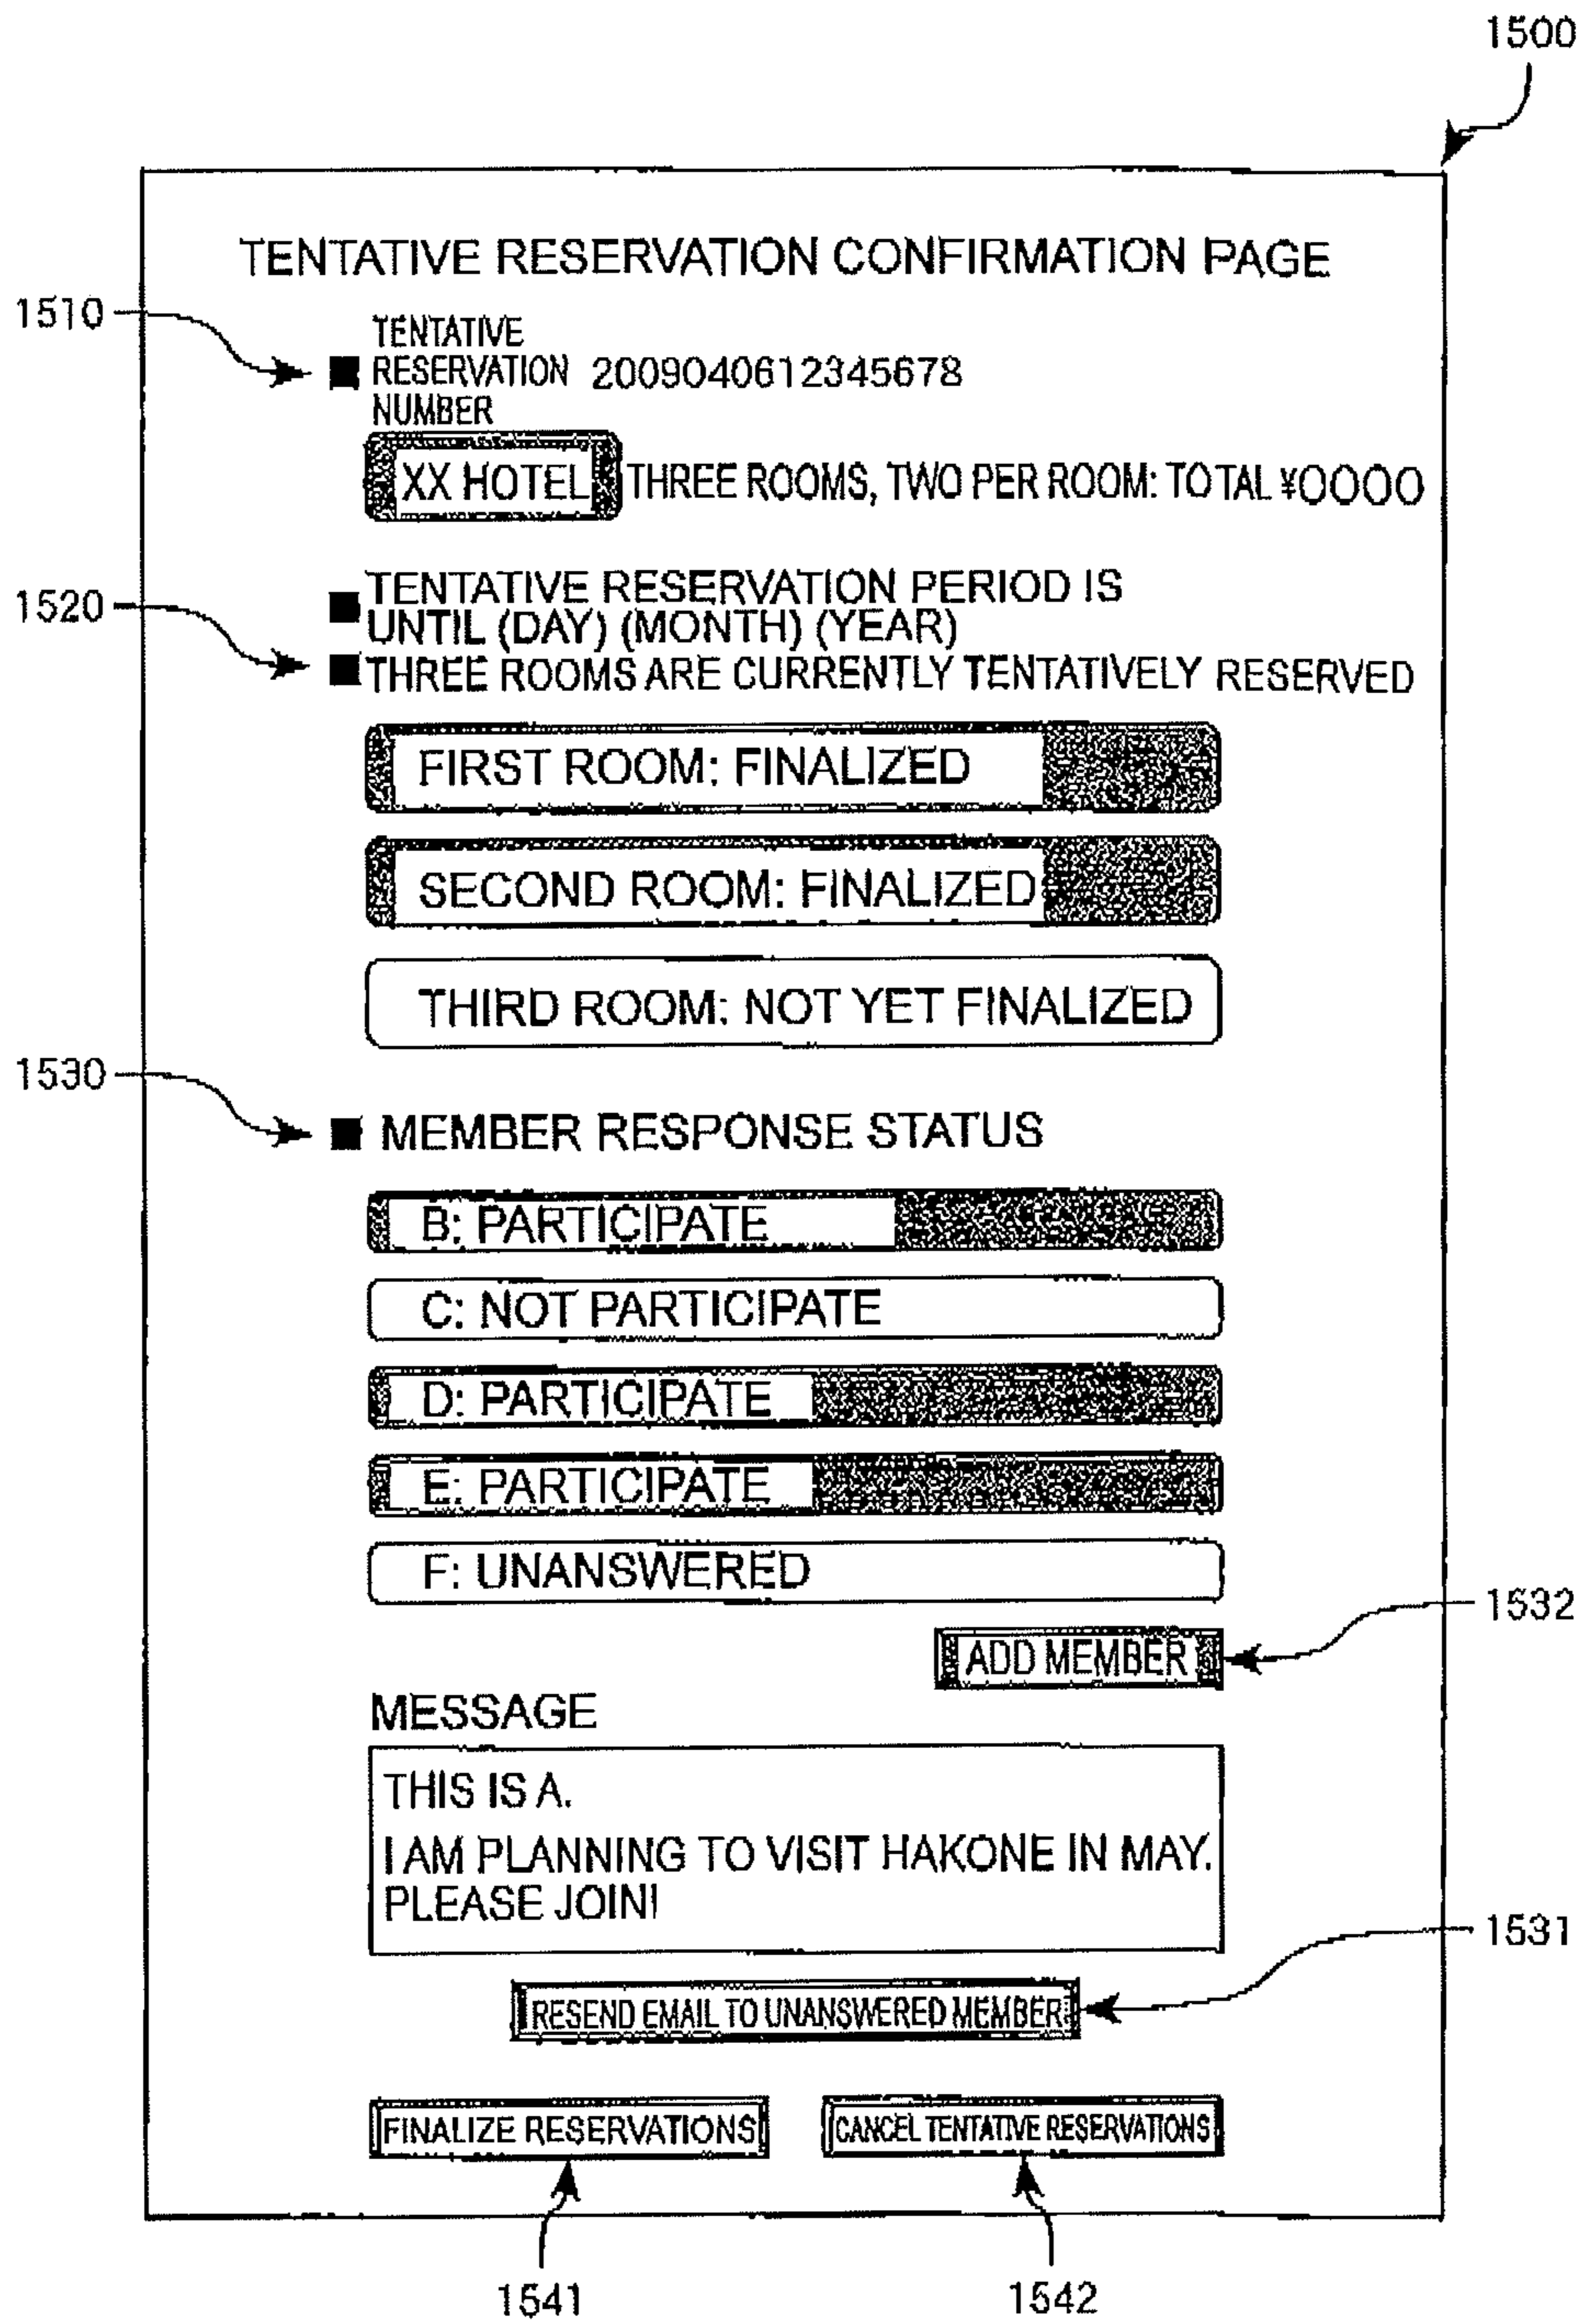 1500
TENTATIVE RESERVATION CONFIRMATION PAGE
1510
TENTATIVE
RESERVATION 2009040612345678
NUMBER
XX HOTEL THREE ROOMS, TWO PER ROOM: TOTAL ¥OOOO
1520
TENTATIVE RESERVATION PERIOD IS
UNTIL (DAY) (MONTH) (YEAR)
THREE ROOMS ARE CURRENTLY TENTATIVELY RESERVED
FIRST ROOM: FINALIZED
SECOND ROOM: FINALIZED
THIRD ROOM: NOT YET FINALIZED
1530
MEMBER RESPONSE STATUS
B: PARTICIPATE
C: NOT PARTICIPATE
D: PARTICIPATE
E: PARTICIPATE
F: UNANSWERED
1532
ADD MEMBER
MESSAGE
THIS IS A.
I AM PLANNING TO VISIT HAKONE IN MAY.
PLEASE JOIN!
1531
RESEND EMAIL TO UNANSWERED MEMBER
FINALIZE RESERVATIONS CANCEL TENTATIVE RESERVATIONS
1541 1542